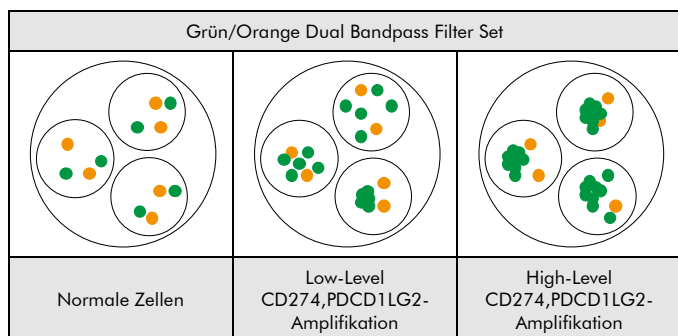 Grün/Orange Dual Bandpass Filter Set
Normale Zellen
Low-Level
CD274,PDCD1LG2-
Amplifikation
High-Level
CD274,PDCD1LG2-
Amplifikation